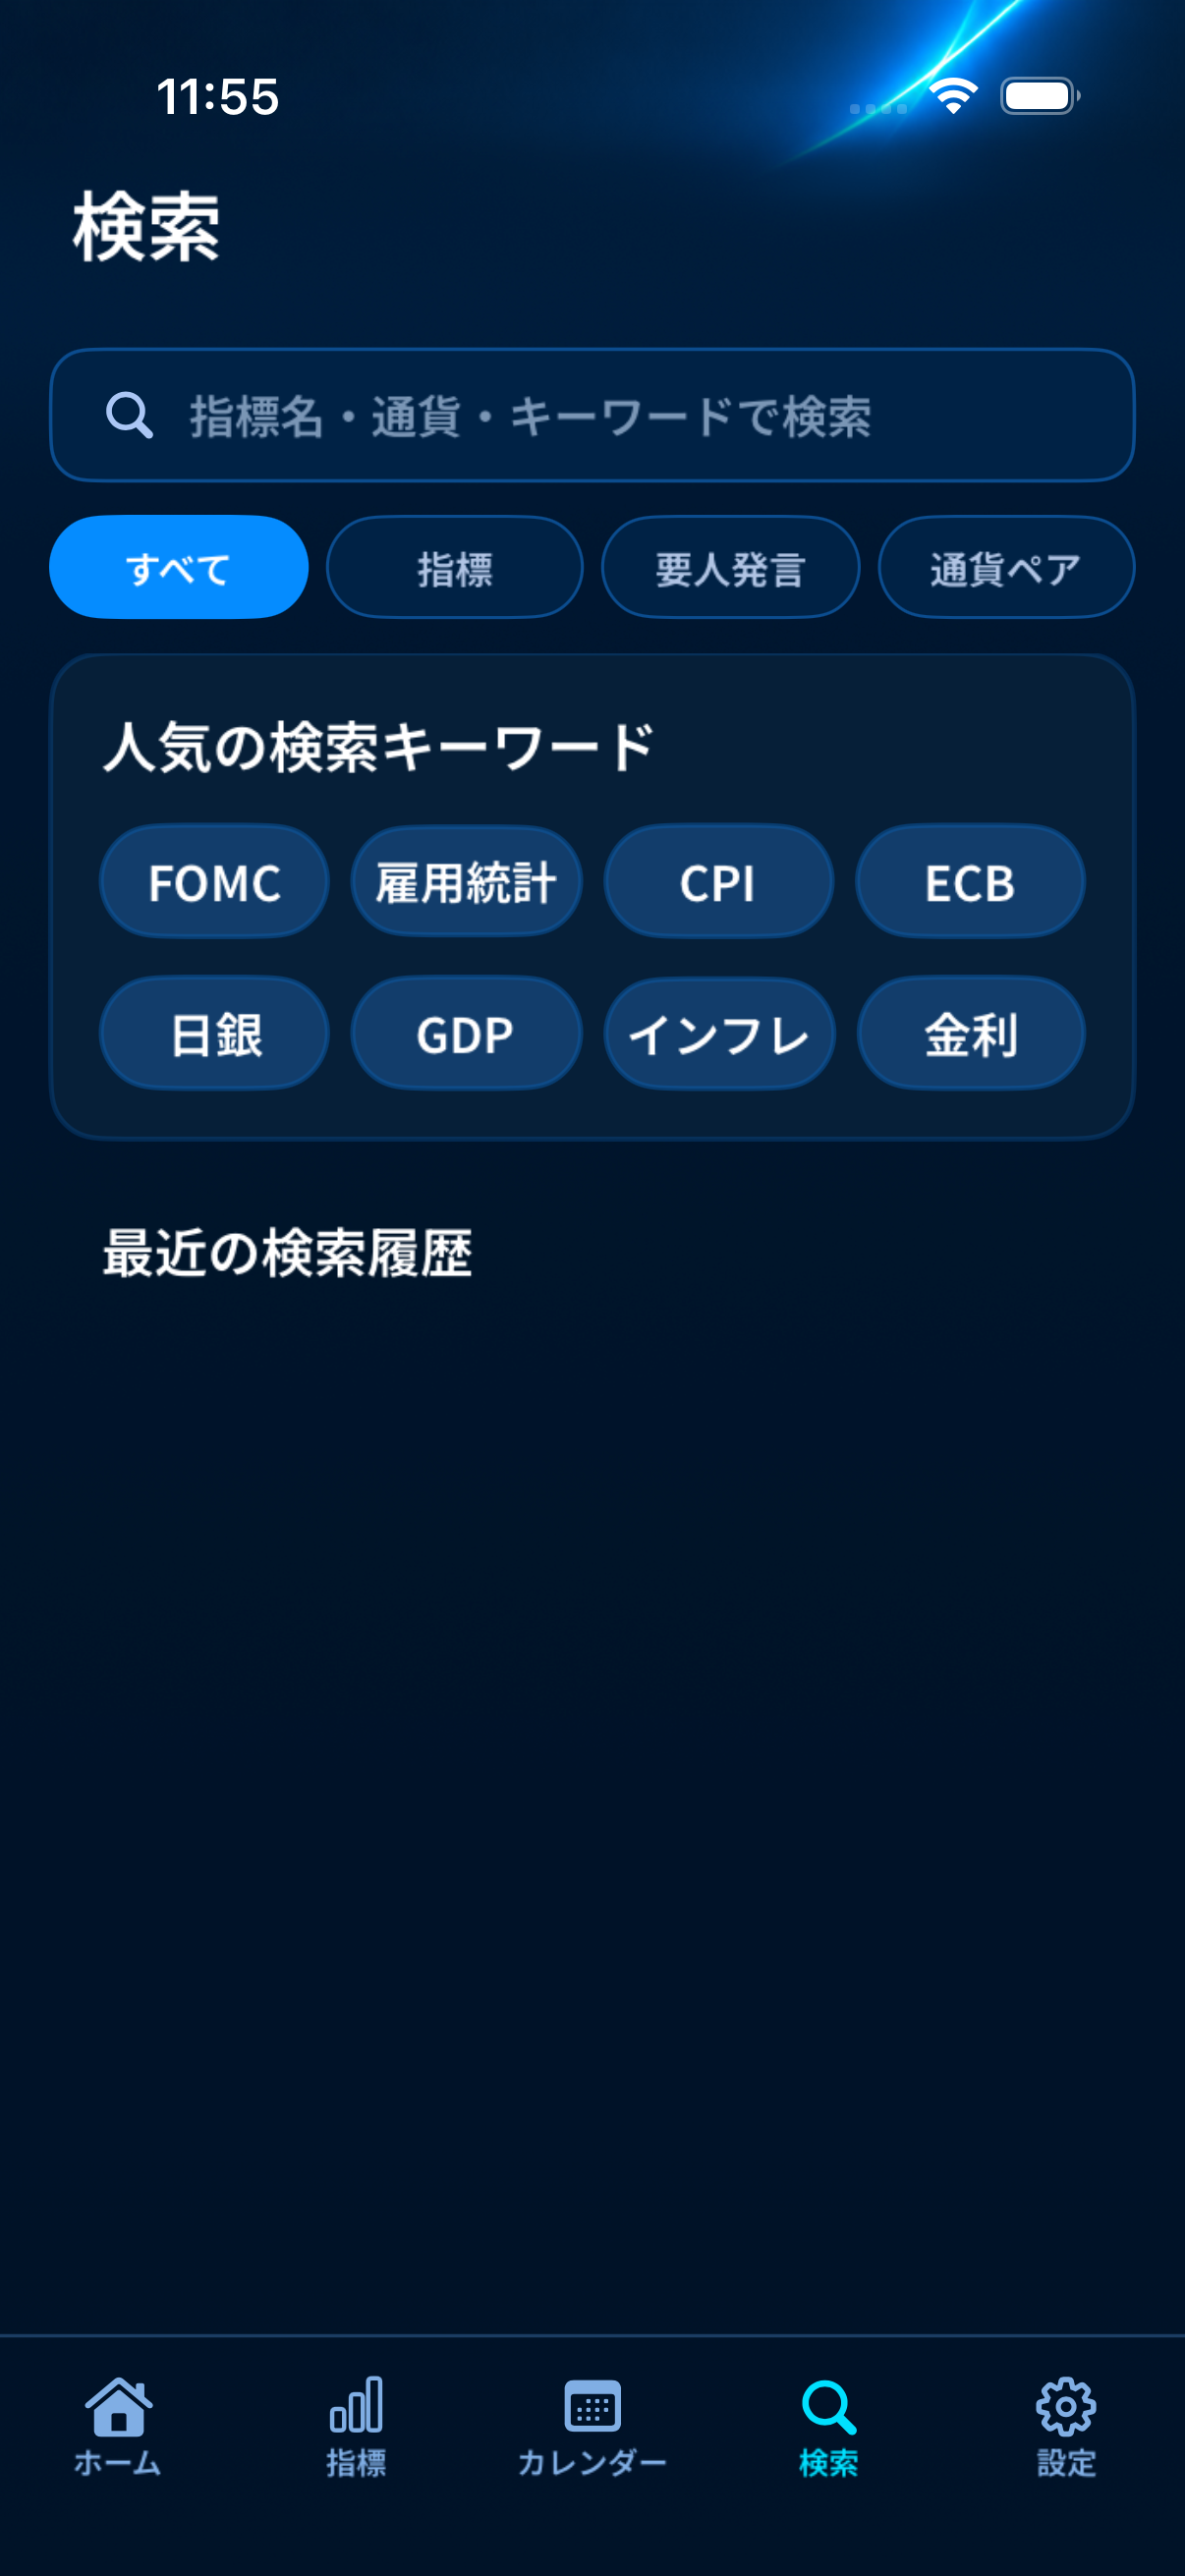 11:55
検索
指標名・通貨・キーワードで検索
すべて 指標 要人発言 通貨ペア
人気の検索キーワード
FOMC 雇用統計 CPI ECB
日銀 GDP インフレ 金利
最近の検索履歴
ホーム 指標 カレンダー 検索 設定